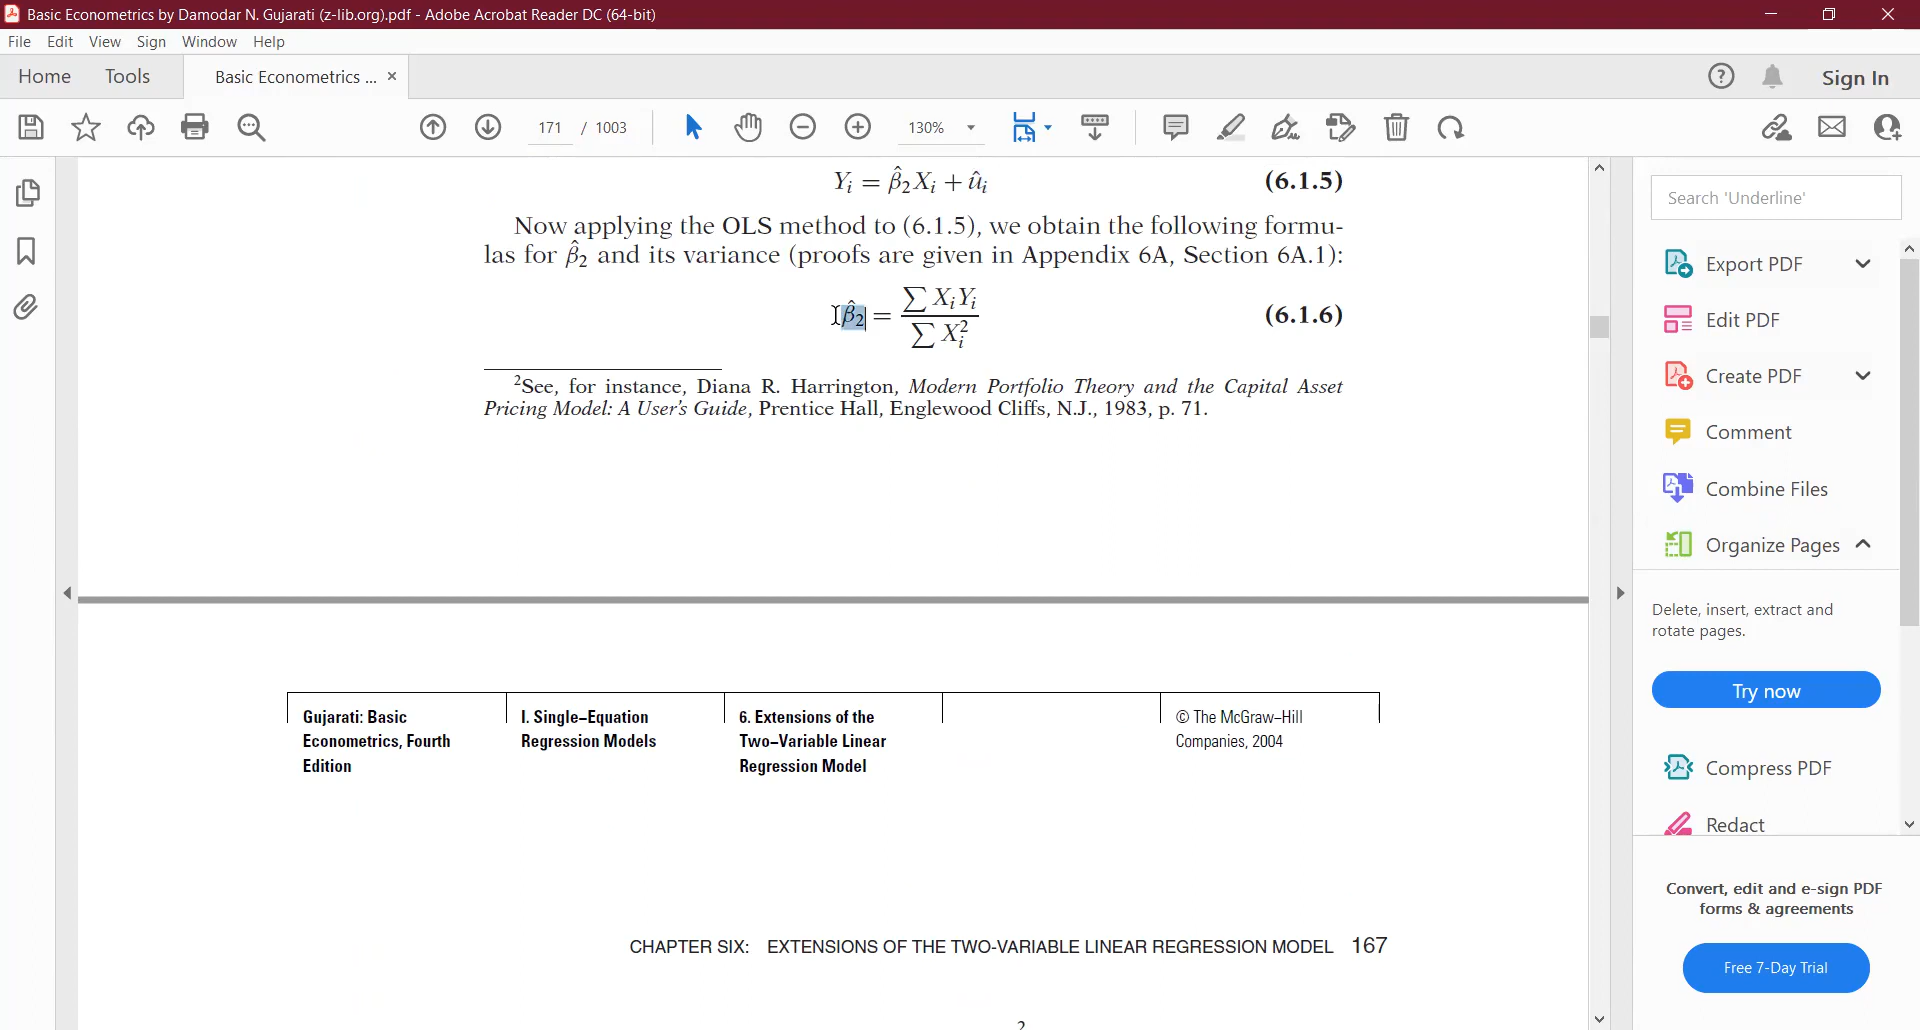 Basic Econometrics by Damodar N. Gujarati (z-lib.org).pdf - Adobe Acrobat Reader DC (64-bit)
File Edit View Sign Window Help
Home Tools Basic Econometrics ... × Sign In
171 / 1003 130%
Yᵢ = β̂₂Xᵢ + ûᵢ (6.1.5)
Now applying the OLS method to (6.1.5), we obtain the following formu-
las for β̂₂ and its variance (proofs are given in Appendix 6A, Section 6A.1):
β̂₂ = ∑ XᵢYᵢ / ∑ Xᵢ² (6.1.6)
²See, for instance, Diana R. Harrington, Modern Portfolio Theory and the Capital Asset
Pricing Model: A User's Guide, Prentice Hall, Englewood Cliffs, N.J., 1983, p. 71.
Gujarati: Basic
Econometrics, Fourth
Edition
I. Single–Equation
Regression Models
6. Extensions of the
Two–Variable Linear
Regression Model
© The McGraw–Hill
Companies, 2004
CHAPTER SIX: EXTENSIONS OF THE TWO-VARIABLE LINEAR REGRESSION MODEL 167
2
Search 'Underline'
Export PDF
Edit PDF
Create PDF
Comment
Combine Files
Organize Pages
Delete, insert, extract and
rotate pages.
Try now
Compress PDF
Redact
Convert, edit and e-sign PDF
forms & agreements
Free 7-Day Trial